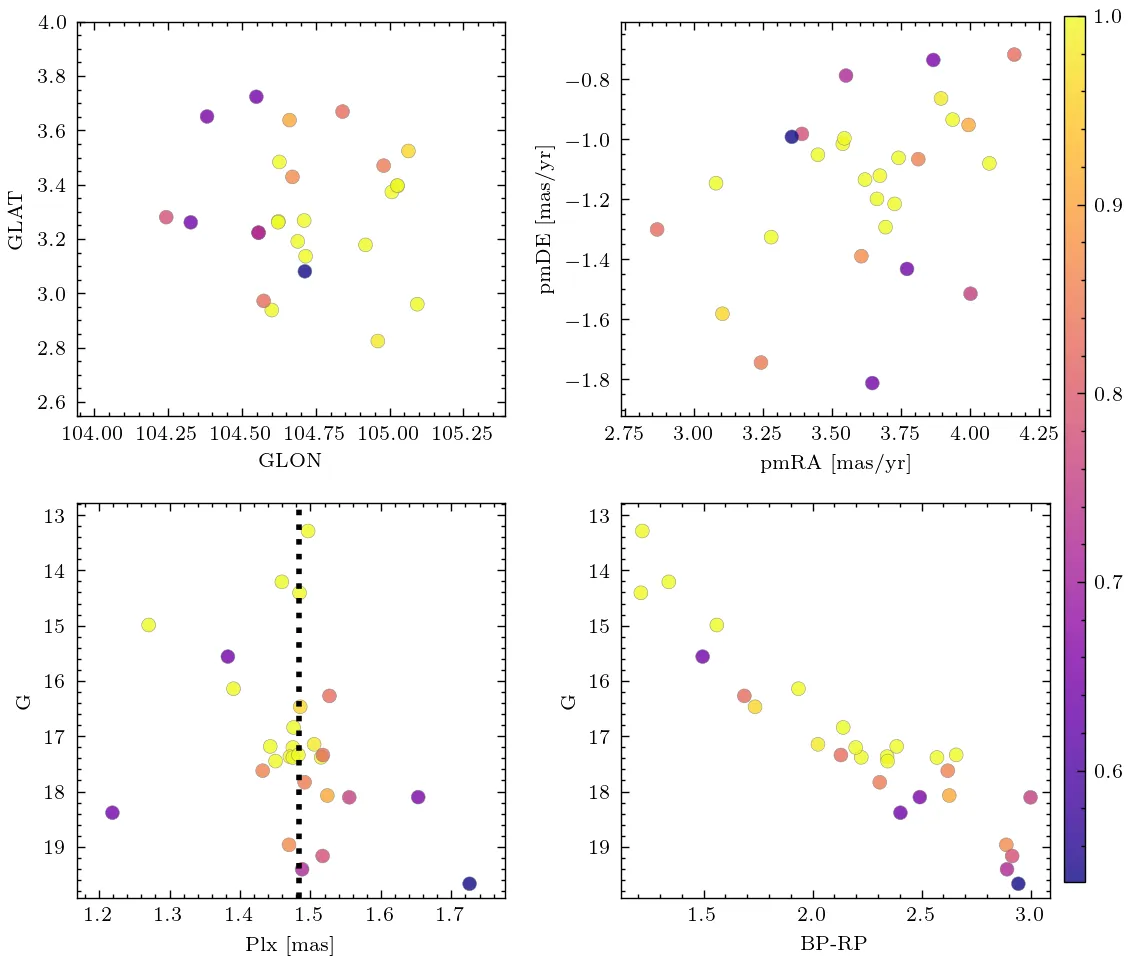 4.0
3.8
3.6
3.4
3.2
3.0
2.8
2.6
GLAT
104.00 104.25 104.50 104.75 105.00 105.25
GLON
−0.8
−1.0
−1.2
−1.4
−1.6
−1.8
pmDE [mas/yr]
2.75 3.00 3.25 3.50 3.75 4.00 4.25
pmRA [mas/yr]
1.0
0.9
0.8
0.7
0.6
13
14
15
16
17
18
19
G
1.2 1.3 1.4 1.5 1.6 1.7
Plx [mas]
13
14
15
16
17
18
19
G
1.5 2.0 2.5 3.0
BP-RP